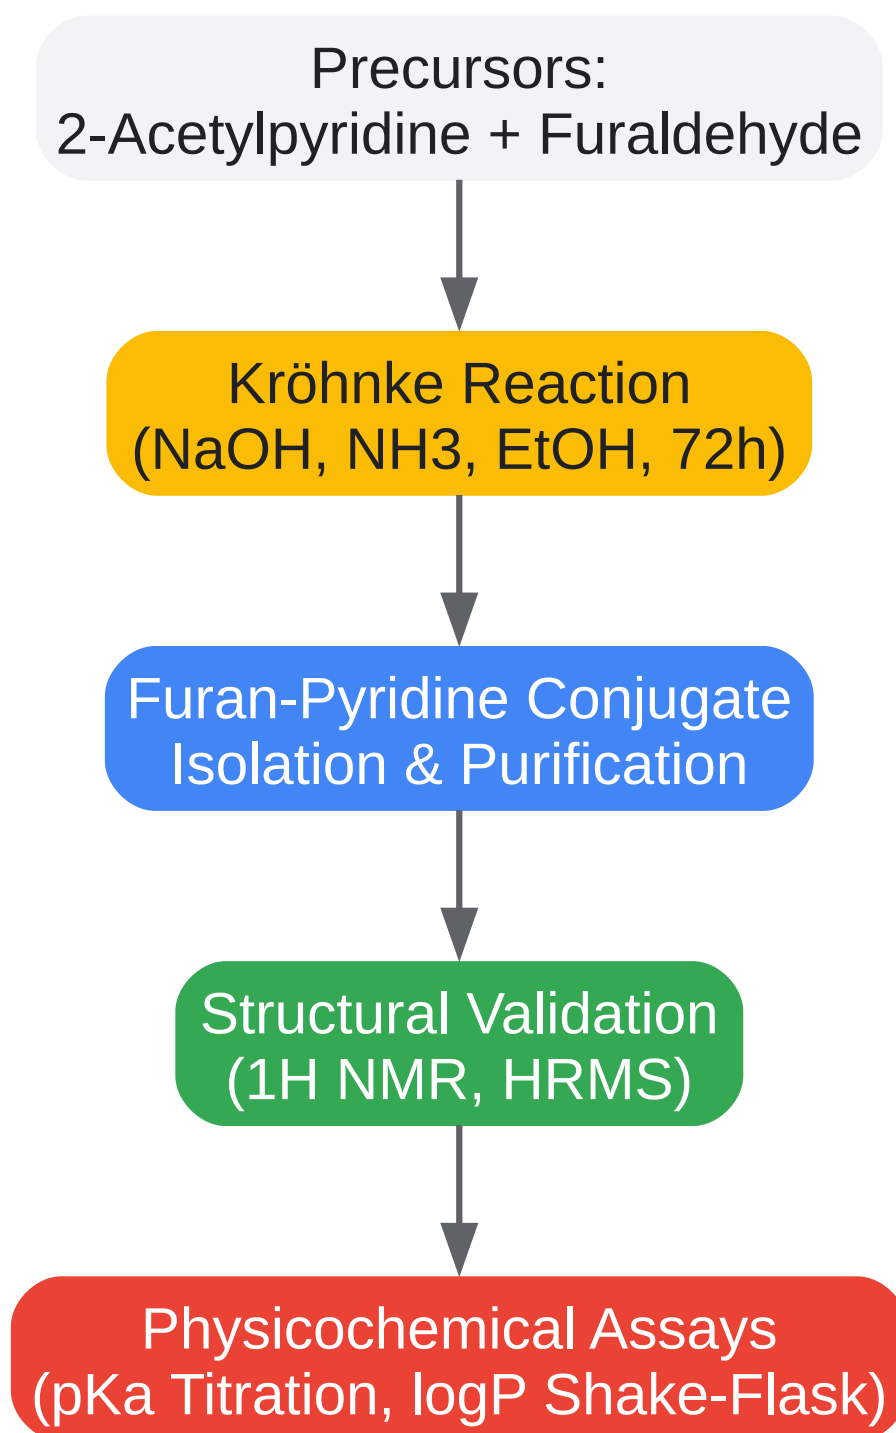 Precursors:
2-Acetylpyridine + Furaldehyde
Kröhnke Reaction
(NaOH, NH3, EtOH, 72h)
Furan-Pyridine Conjugate
Isolation & Purification
Structural Validation
(1H NMR, HRMS)
Physicochemical Assays
(pKa Titration, logP Shake-Flask)